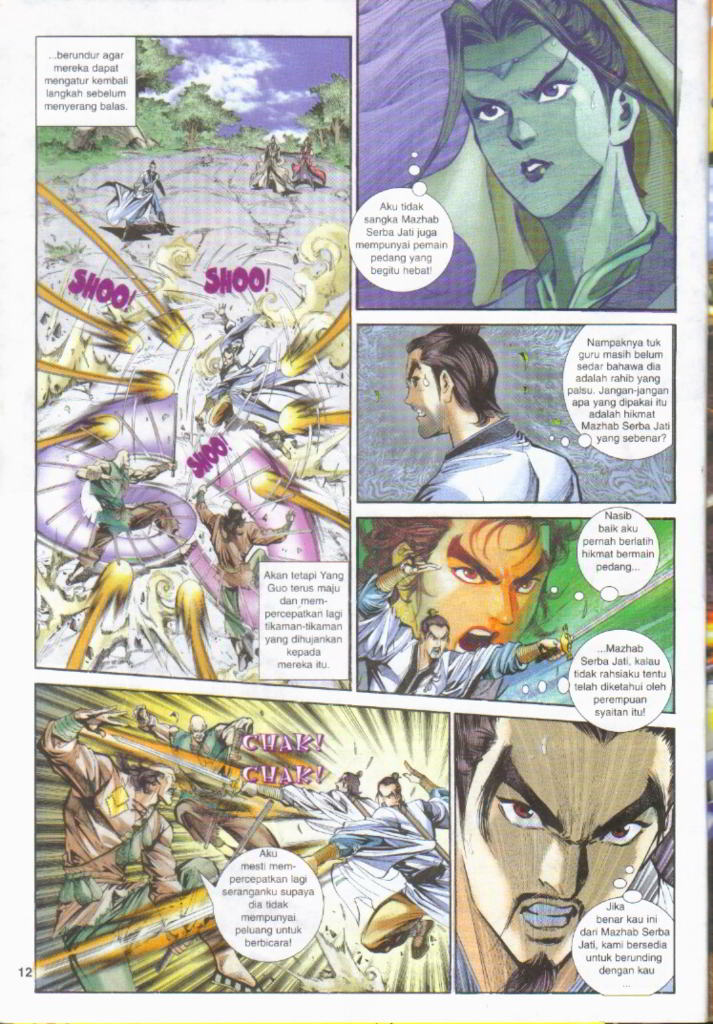 ...berundur agar
mereka dapat
mengatur kembali
langkah sebelum
menyerang balas.
SHOO!
SHOO!
SHOO!
Akan tetapi Yang
Guo terus maju
dan mem-
percepatkan lagi
tikaman-tikaman
yang dihujankan
kepada
mereka itu.
Aku tidak
sangka Mazhab
Serba Jati juga
mempunyai pemain
pedang yang
begitu hebat!
Nampaknya tuk
guru masih belum
sedar bahawa dia
adalah rahib yang
palsu. Jangan-jangan
apa yang dipakai itu
adalah hikmat
Mazhab Serba Jati
yang sebenar?
Nasib
baik aku
pernah berlatih
hikmat bermain
pedang...
...Mazhab
Serba Jati, kalau
tidak rahsiaku tentu
telah diketahui oleh
perempuan
syaitan itu!
CHAK!
CHAK!
Aku
mesti mem-
percepatkan lagi
seranganku supaya
dia tidak
mempunyai
peluang untuk
berbicara!
Jika
benar kau ini
dari Mazhab Serba
Jati, kami bersedia
untuk berunding
dengan kau
...
12